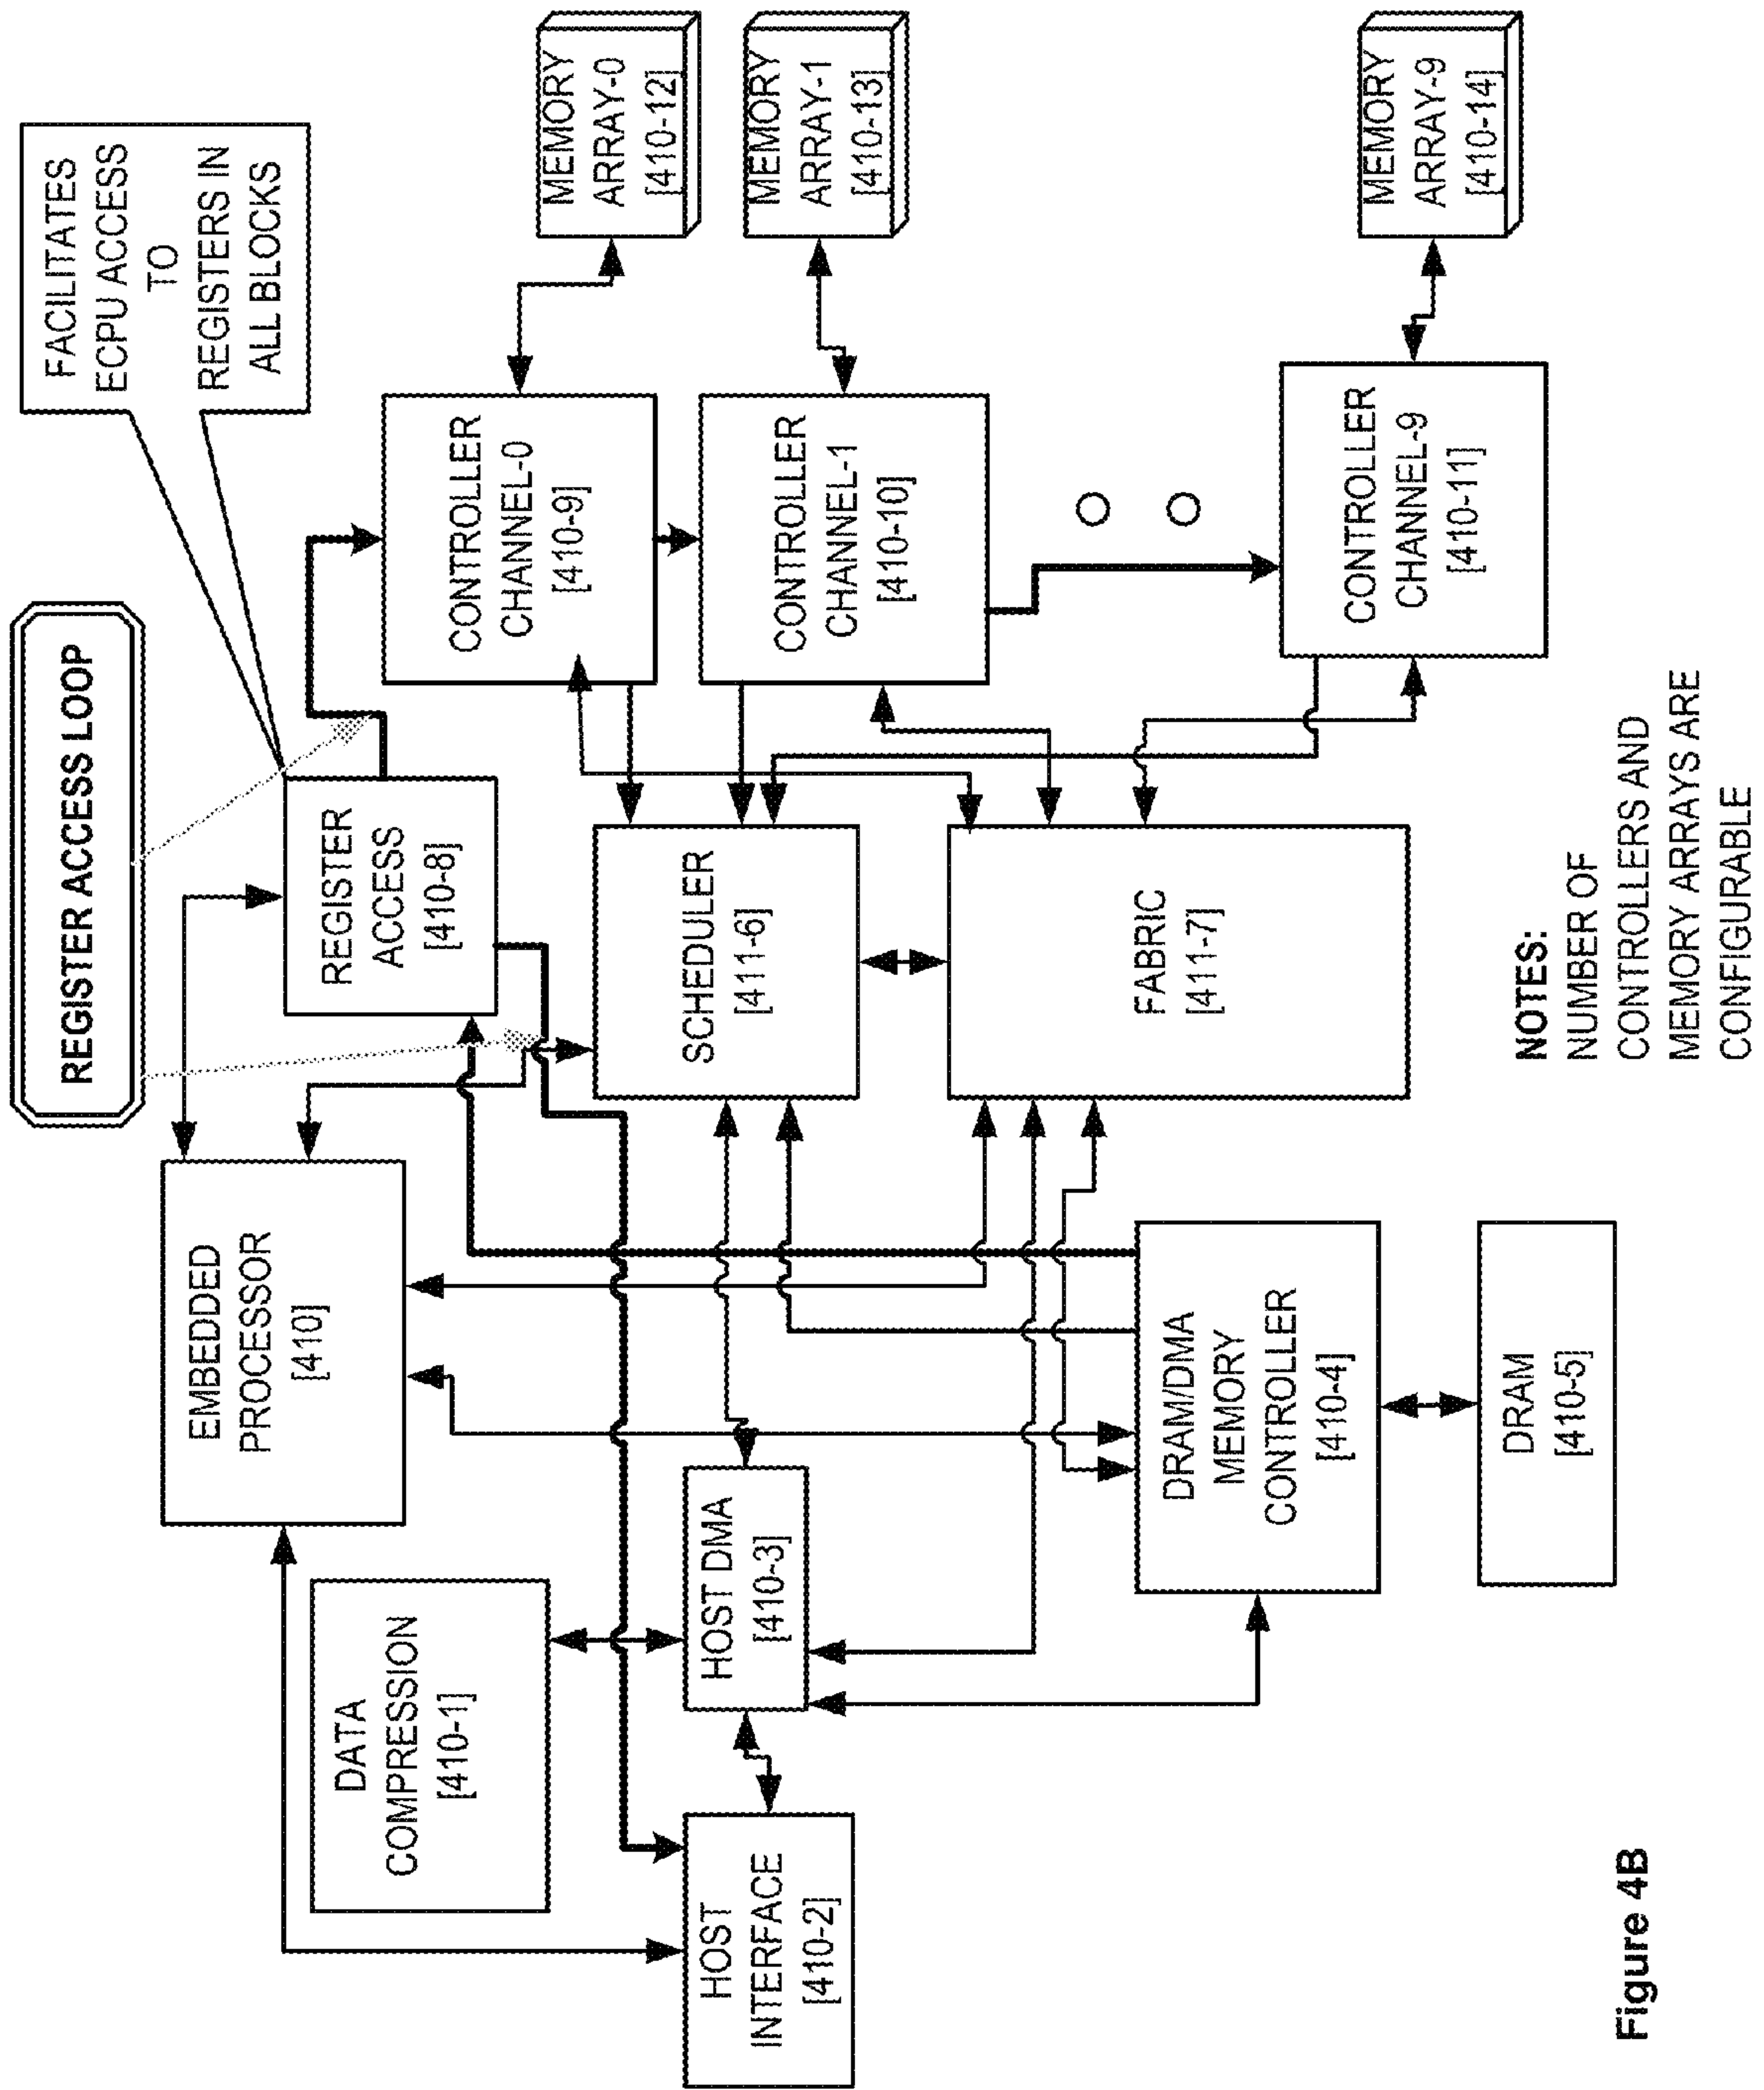 REGISTER ACCESS LOOP
FACILITATES
ECPU ACCESS
TO
REGISTERS IN
ALL BLOCKS
EMBEDDED
PROCESSOR
[410]
REGISTER
ACCESS
[410-8]
DATA
COMPRESSION
[410-1]
CONTROLLER
CHANNEL-0
[410-9]
MEMORY
ARRAY-0
[410-12]
HOST
INTERFACE
[410-2]
HOST DMA
[410-3]
SCHEDULER
[411-6]
CONTROLLER
CHANNEL-1
[410-10]
MEMORY
ARRAY-1
[410-13]
FABRIC
[411-7]
DRAM/DMA
MEMORY
CONTROLLER
[410-4]
CONTROLLER
CHANNEL-9
[410-11]
MEMORY
ARRAY-9
[410-14]
DRAM
[410-5]
NOTES:
NUMBER OF
CONTROLLERS AND
MEMORY ARRAYS ARE
CONFIGURABLE
Figure 4B